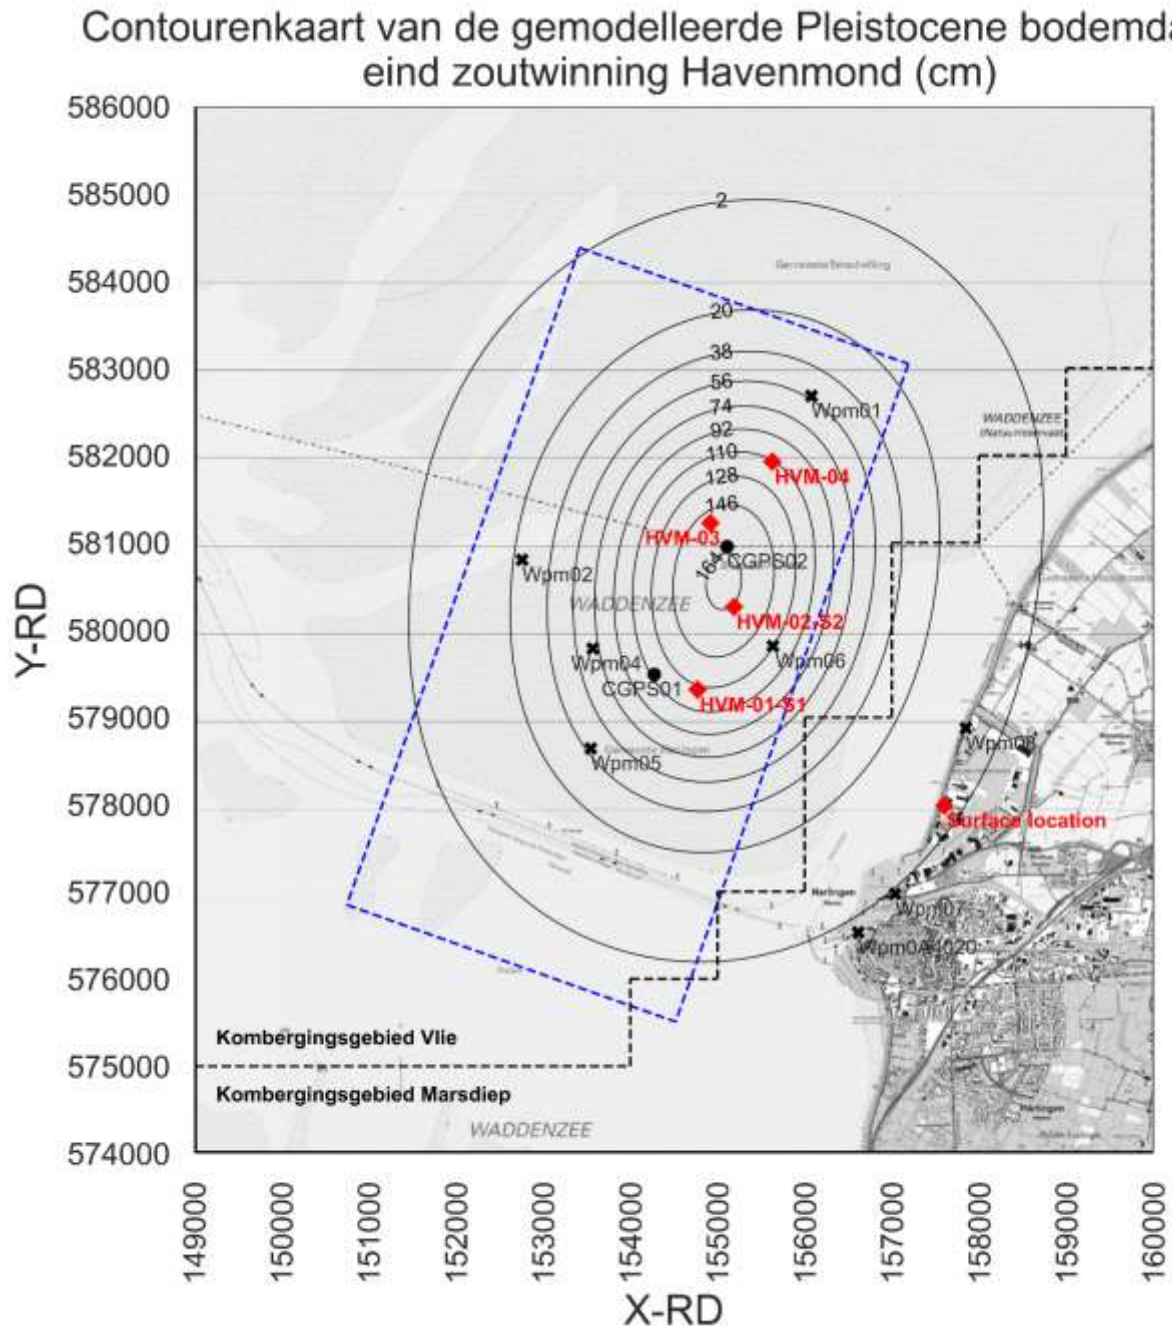 Contourenkaart van de gemodelleerde Pleistocene bodemda
eind zoutwinning Havenmond (cm)
586000
585000
584000
583000
582000
581000
580000
579000
578000
577000
576000
575000
574000
Y-RD
2
20
38
56
74
92
110
128
146
164
Wpm01
WADDENZEE
HVM-04
HVM-03
CGPS02
Wpm02
WADDENZEE
HVM-02-S2
Wpm04
Wpm06
CGPS01
HVM-01-S1
Wpm05
Wpm08
Surface location
Harlingen
Wpm07
Wpm0A4020
Kombergingsgebied Vlie
Kombergingsgebied Marsdiep
Harlingen
WADDENZEE
149000
150000
151000
152000
153000
154000
155000
156000
157000
158000
159000
160000
X-RD